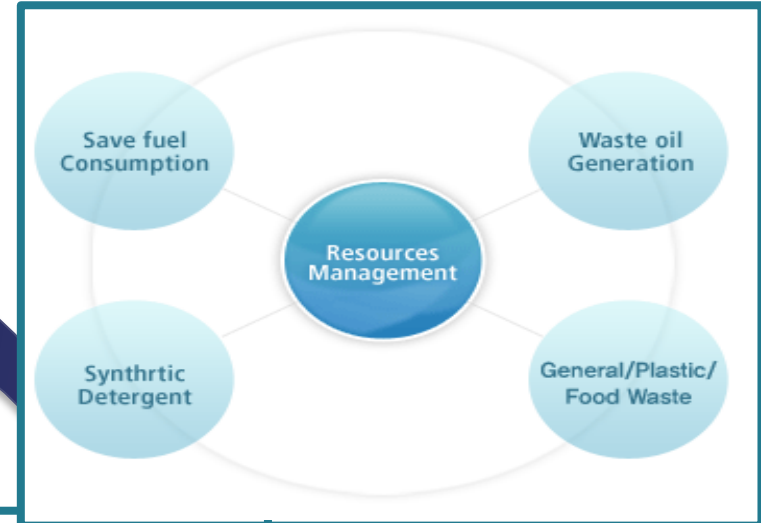 Save fuel
Consumption
Waste oil
Generation
Resources
Management
Synthrtic
Detergent
General/Plastic/
Food Waste